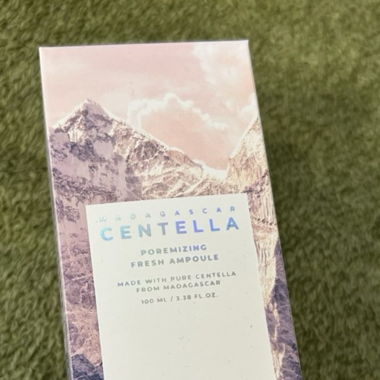 MADAGASCAR
CENTELLA
POREMIZING
FRESH AMPOULE
MADE WITH PURE CENTELLA
FROM MADAGASCAR
100 ML / 3.38 FL.OZ.